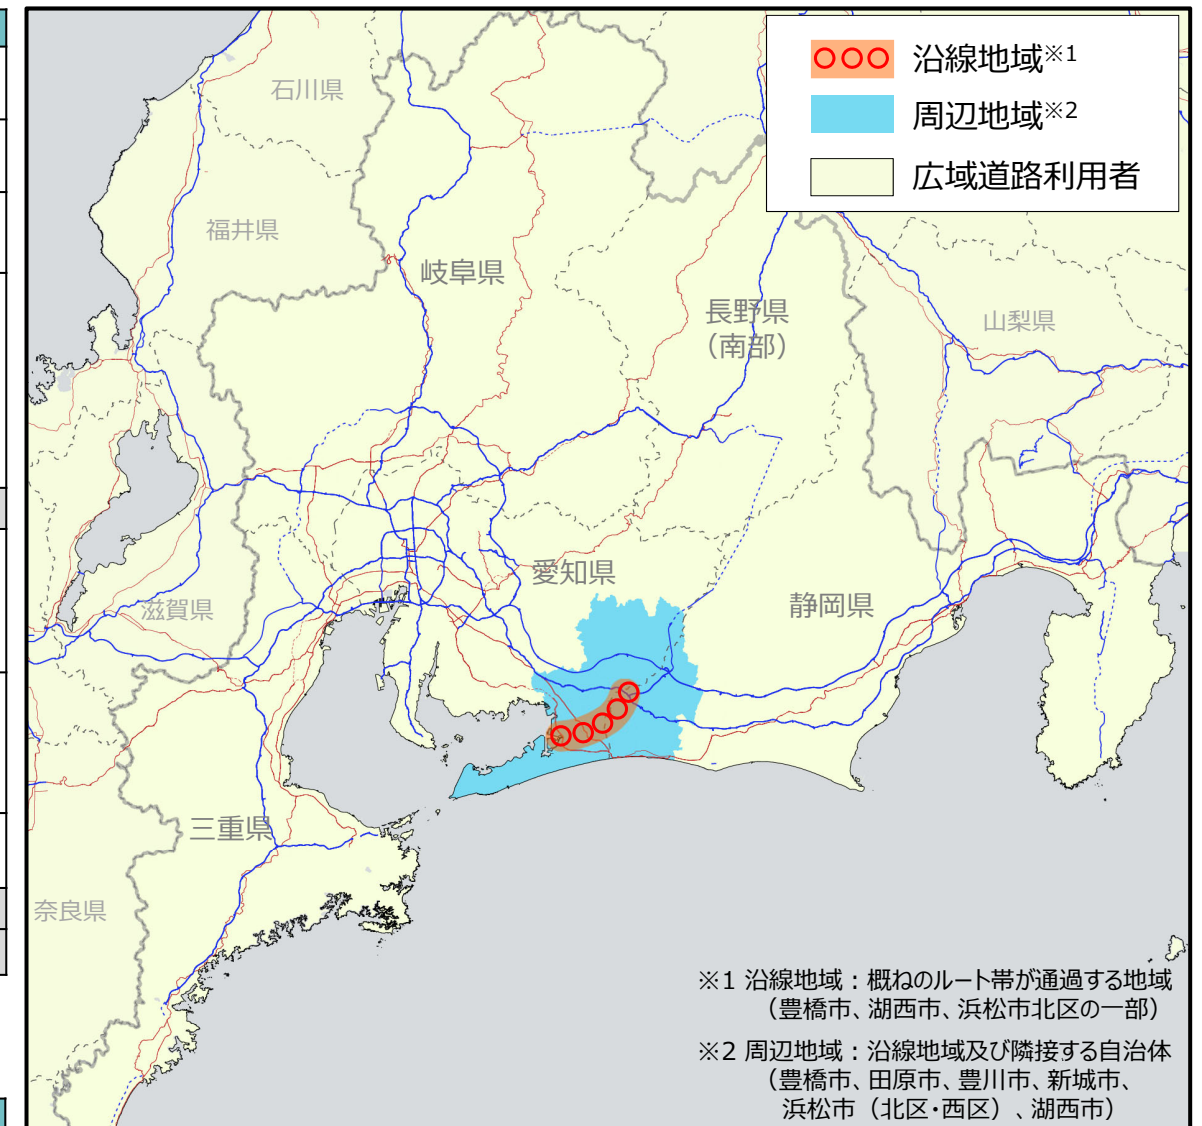 沿線地域※1
周辺地域※2
広域道路利用者
石川県
福井県
岐阜県
長野県
（南部）
山梨県
愛知県
静岡県
滋賀県
三重県
奈良県
※1 沿線地域：概ねのルート帯が通過する地域
（豊橋市、湖西市、浜松市北区の一部）
※2 周辺地域：沿線地域及び隣接する自治体
（豊橋市、田原市、豊川市、新城市、
浜松市（北区・西区）、湖西市）